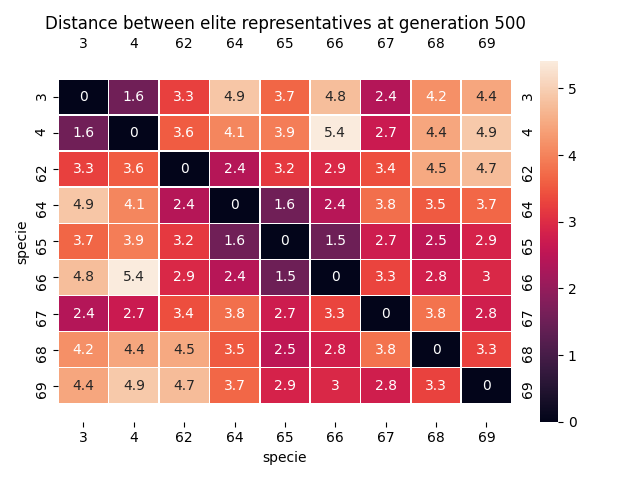 Distance between elite representatives at generation 500
3 4 62 64 65 66 67 68 69
3 0 1.6 3.3 4.9 3.7 4.8 2.4 4.2 4.4 3
4 1.6 0 3.6 4.1 3.9 5.4 2.7 4.4 4.9 4
62 3.3 3.6 0 2.4 3.2 2.9 3.4 4.5 4.7 62
64 4.9 4.1 2.4 0 1.6 2.4 3.8 3.5 3.7 64
65 3.7 3.9 3.2 1.6 0 1.5 2.7 2.5 2.9 65
66 4.8 5.4 2.9 2.4 1.5 0 3.3 2.8 3 66
67 2.4 2.7 3.4 3.8 2.7 3.3 0 3.8 2.8 67
68 4.2 4.4 4.5 3.5 2.5 2.8 3.8 0 3.3 68
69 4.4 4.9 4.7 3.7 2.9 3 2.8 3.3 0 69
3 4 62 64 65 66 67 68 69
specie
specie
5
4
3
2
1
0